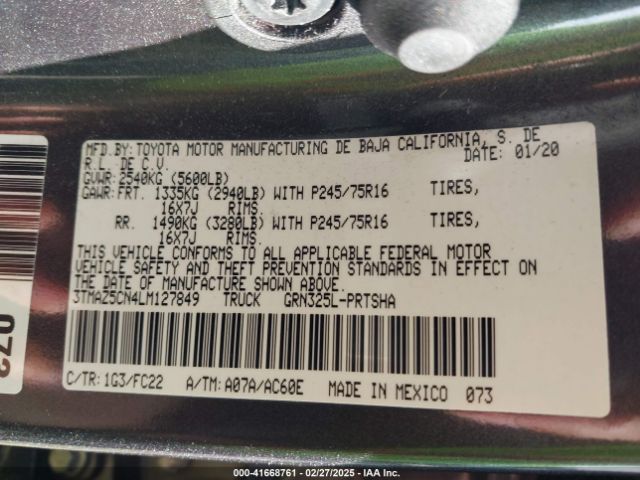 MFD.BY: TOYOTA MOTOR MANUFACTURING DE BAJA CALIFORNIA, S. DE
R.L. DE C.V. DATE: 01/20
GVWR: 2540KG (5600LB)
GAWR: FRT. 1335KG (2940LB) WITH P245/75R16 TIRES,
16X7J RIMS.
RR. 1490KG (3280LB) WITH P245/75R16 TIRES,
16X7J RIMS.
THIS VEHICLE CONFORMS TO ALL APPLICABLE FEDERAL MOTOR
VEHICLE SAFETY AND THEFT PREVENTION STANDARDS IN EFFECT ON
THE DATE OF MANUFACTURE SHOWN ABOVE.
3TMAZ5CN4LM127849 TRUCK GRN325L-PRTSHA
C/TR: 1G3/FC22 A/TM: A07A/AC60E MADE IN MEXICO 073
000-41668761 | 02/27/2025 | IAA Inc.